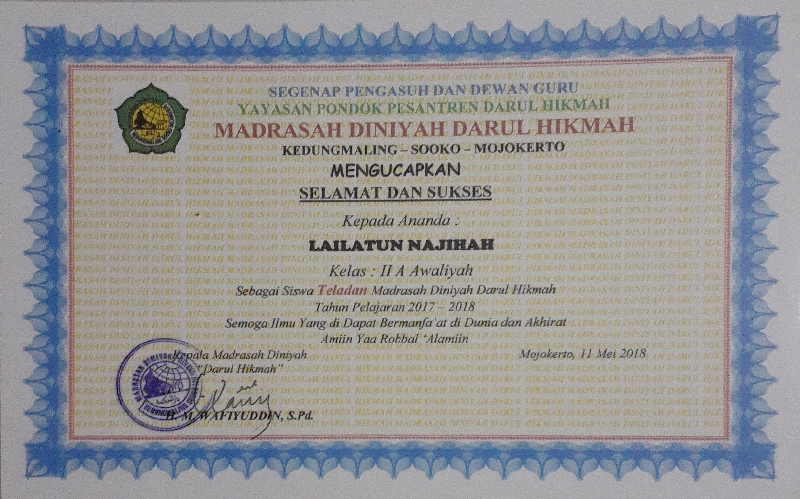 SEGENAP PENGASUH DAN DEWAN GURU
YAYASAN PONDOK PESANTREN DARUL HIKMAH
MADRASAH DINIYAH DARUL HIKMAH
KEDUNGMALING – SOOKO – MOJOKERTO
MENGUCAPKAN
SELAMAT DAN SUKSES
Kepada Ananda :
LAILATUN NAJIHAH
Kelas : II A Awaliyah
Sebagai Siswa Teladan Madrasah Diniyah Darul Hikmah
Tahun Pelajaran 2017 – 2018
Semoga Ilmu Yang di Dapat Bermanfa'at di Dunia dan Akhirat
Amiin Yaa Robbal 'Alamiin
Kepala Madrasah Diniyah
"Darul Hikmah"
Mojokerto, 11 Mei 2018
H. M. WAFIYUDDIN, S.Pd.